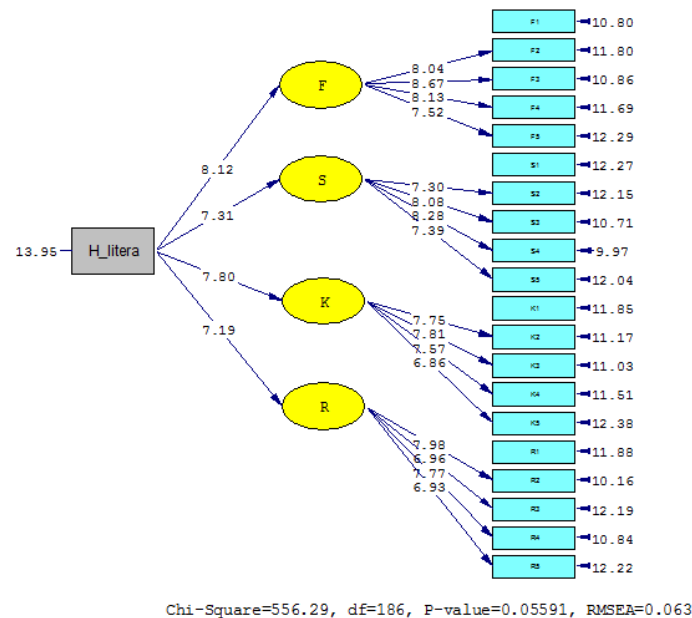 F1 10.80
F2 11.80
8.04
F3 10.86
8.67
F4 11.69
8.13
F5 12.29
7.52
F
8.12
S1 12.27
S2 12.15
7.30
S3 10.71
8.08
S4 9.97
8.28
S5 12.04
7.39
S
7.31
13.95 H_litera
7.80
K1 11.85
K2 11.17
7.75
K3 11.03
7.81
K4 11.51
7.57
K5 12.38
6.86
K
7.19
R1 11.88
R2 10.16
7.98
R3 12.19
6.96
R4 10.84
7.77
R5 12.22
6.93
R
Chi-Square=556.29, df=186, P-value=0.05591, RMSEA=0.063